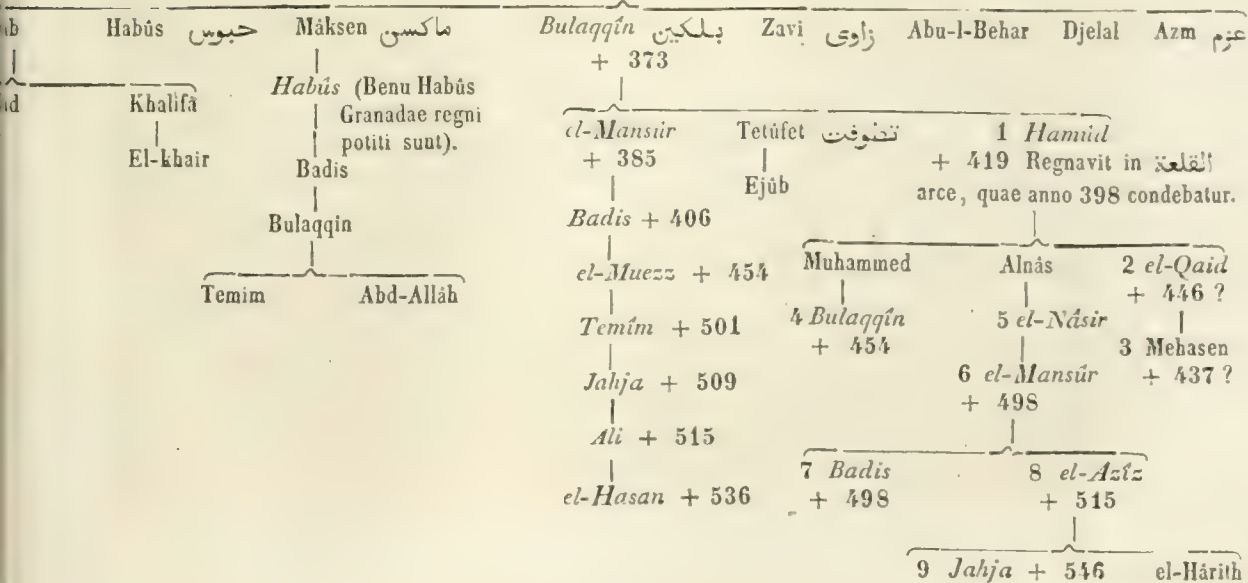 Habûs حبوس Mâksen ماكسن Bulaqqîn بلكين Zavi زاوى Abu-l-Behar Djelal Azm عزم
+ 373
Khalîfa Habûs (Benu Habûs el-Mansûr Tetûfet 1 Hamûd
Granadae regni + 385 + 419 Regnavit in القلعة
El-khair potiti sunt). Ejûb arce, quae anno 398 condebatur.
Badis
Badis + 406
Bulaqqin
el-Muezz + 454 Muhammed Alnâs 2 el-Qaid
+ 446 ?
Temim Abd-Allâh
Temîm + 501 4 Bulaqqîn 5 el-Nâsir
+ 454 3 Mehasen
Jahja + 509 6 el-Mansûr + 437 ?
+ 498
Ali + 515
7 Badis 8 el-Azîz
el-Hasan + 536 + 498 + 515
9 Jahja + 546 el-Hârith